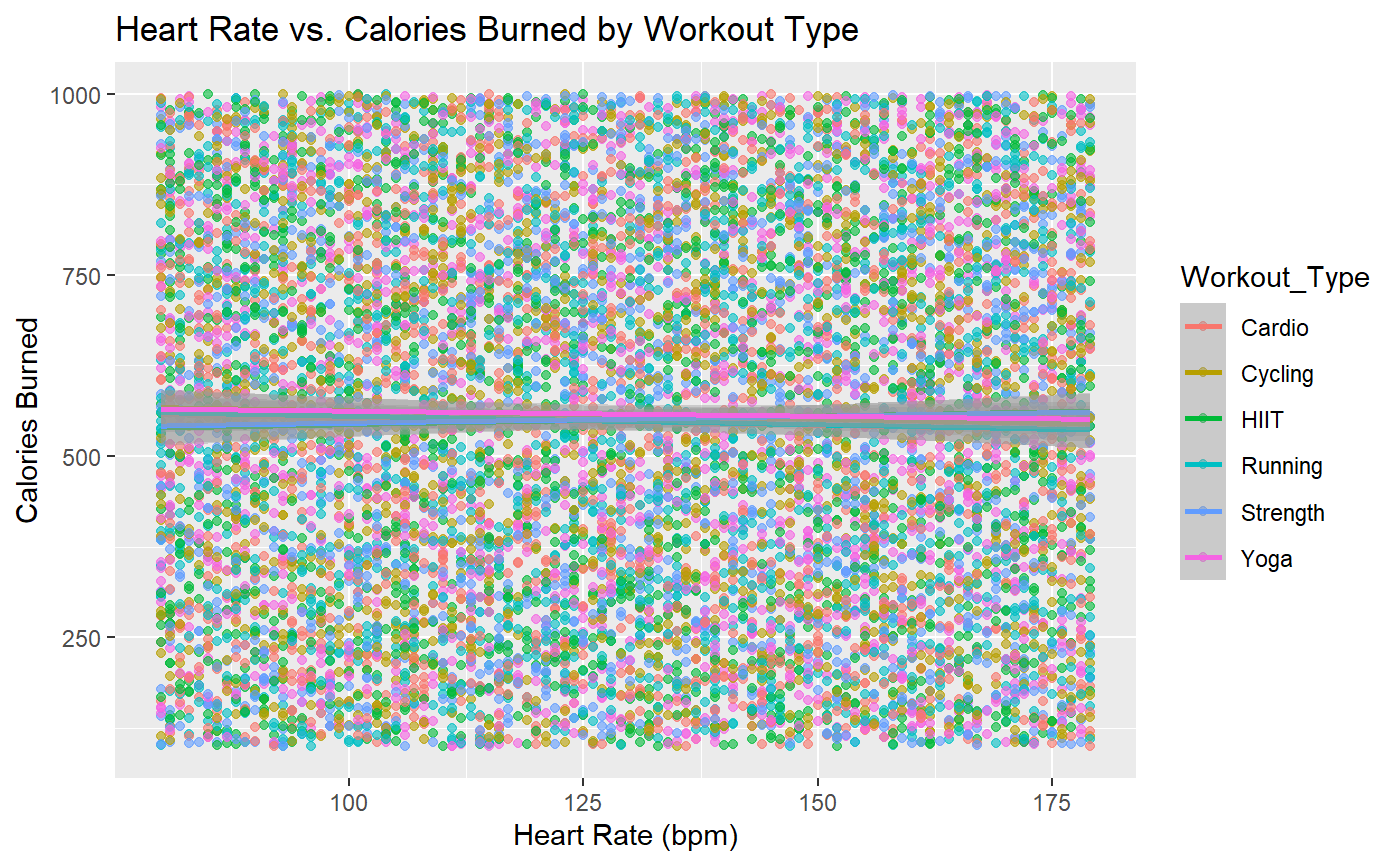 Heart Rate vs. Calories Burned by Workout Type
1000
750
500
250
Calories Burned
100 125 150 175
Heart Rate (bpm)
Workout_Type
Cardio
Cycling
HIIT
Running
Strength
Yoga